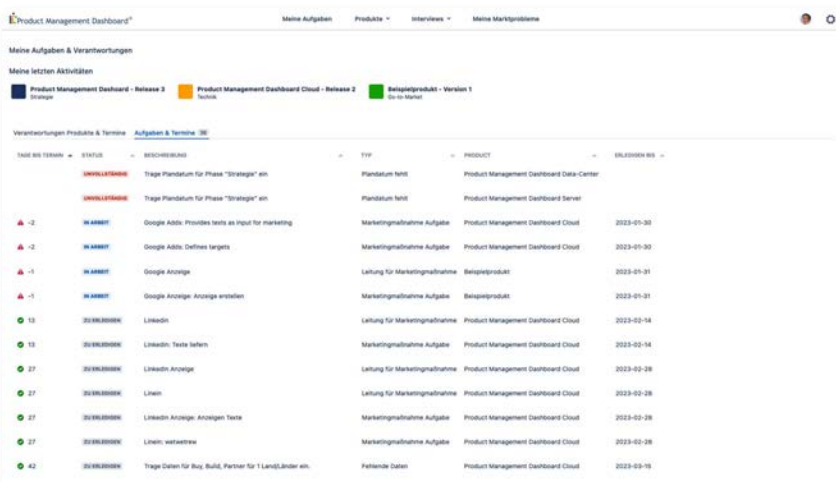 Product Management Dashboard® Meine Aufgaben Produkte Interviews Meine Marktprobleme
Meine Aufgaben & Verantwortungen
Meine letzten Aktivitäten
Product Management Dashoard - Release 3 Product Management Dashboard Cloud - Release 2 Beispielprodukt - Version 1
Strategie Technik Go-to-Market
Verantwortungen Produkte & Termine Aufgaben & Termine
TAGE BIS TERMIN STATUS BESCHREIBUNG TYP PRODUCT ERLEDIGEN BIS
UNVOLLSTÄNDIG Trage Plandatum für Phase "Strategie" ein Plandatum fehlt Product Management Dashboard Data-Center
UNVOLLSTÄNDIG Trage Plandatum für Phase "Strategie" ein Plandatum fehlt Product Management Dashboard Server
-2 IN ARBEIT Google Adds: Provides texts as input for marketing Marketingmaßnahme Aufgabe Product Management Dashboard Cloud 2023-01-30
-2 IN ARBEIT Google Adds: Defines targets Marketingmaßnahme Aufgabe Product Management Dashboard Cloud 2023-01-30
-1 IN ARBEIT Google Anzeige Leitung für Marketingmaßnahme Beispielprodukt 2023-01-31
-1 IN ARBEIT Google Anzeige: Anzeige erstellen Marketingmaßnahme Aufgabe Beispielprodukt 2023-01-31
13 ZU ERLEDIGEN Linkedin Leitung für Marketingmaßnahme Product Management Dashboard Cloud 2023-02-14
13 ZU ERLEDIGEN Linkedin: Texte liefern Marketingmaßnahme Aufgabe Product Management Dashboard Cloud 2023-02-14
27 ZU ERLEDIGEN LinkedIn Anzeige Leitung für Marketingmaßnahme Product Management Dashboard Cloud 2023-02-28
27 ZU ERLEDIGEN Linein Leitung für Marketingmaßnahme Product Management Dashboard Cloud 2023-02-28
27 ZU ERLEDIGEN LinkedIn Anzeige: Anzeigen Texte Marketingmaßnahme Aufgabe Product Management Dashboard Cloud 2023-02-28
27 ZU ERLEDIGEN Linein: wetwetrew Marketingmaßnahme Aufgabe Product Management Dashboard Cloud 2023-02-28
42 ZU ERLEDIGEN Trage Daten für Buy, Build, Partner für 1 Land/Länder ein. Fehlende Daten Product Management Dashboard Cloud 2023-03-15